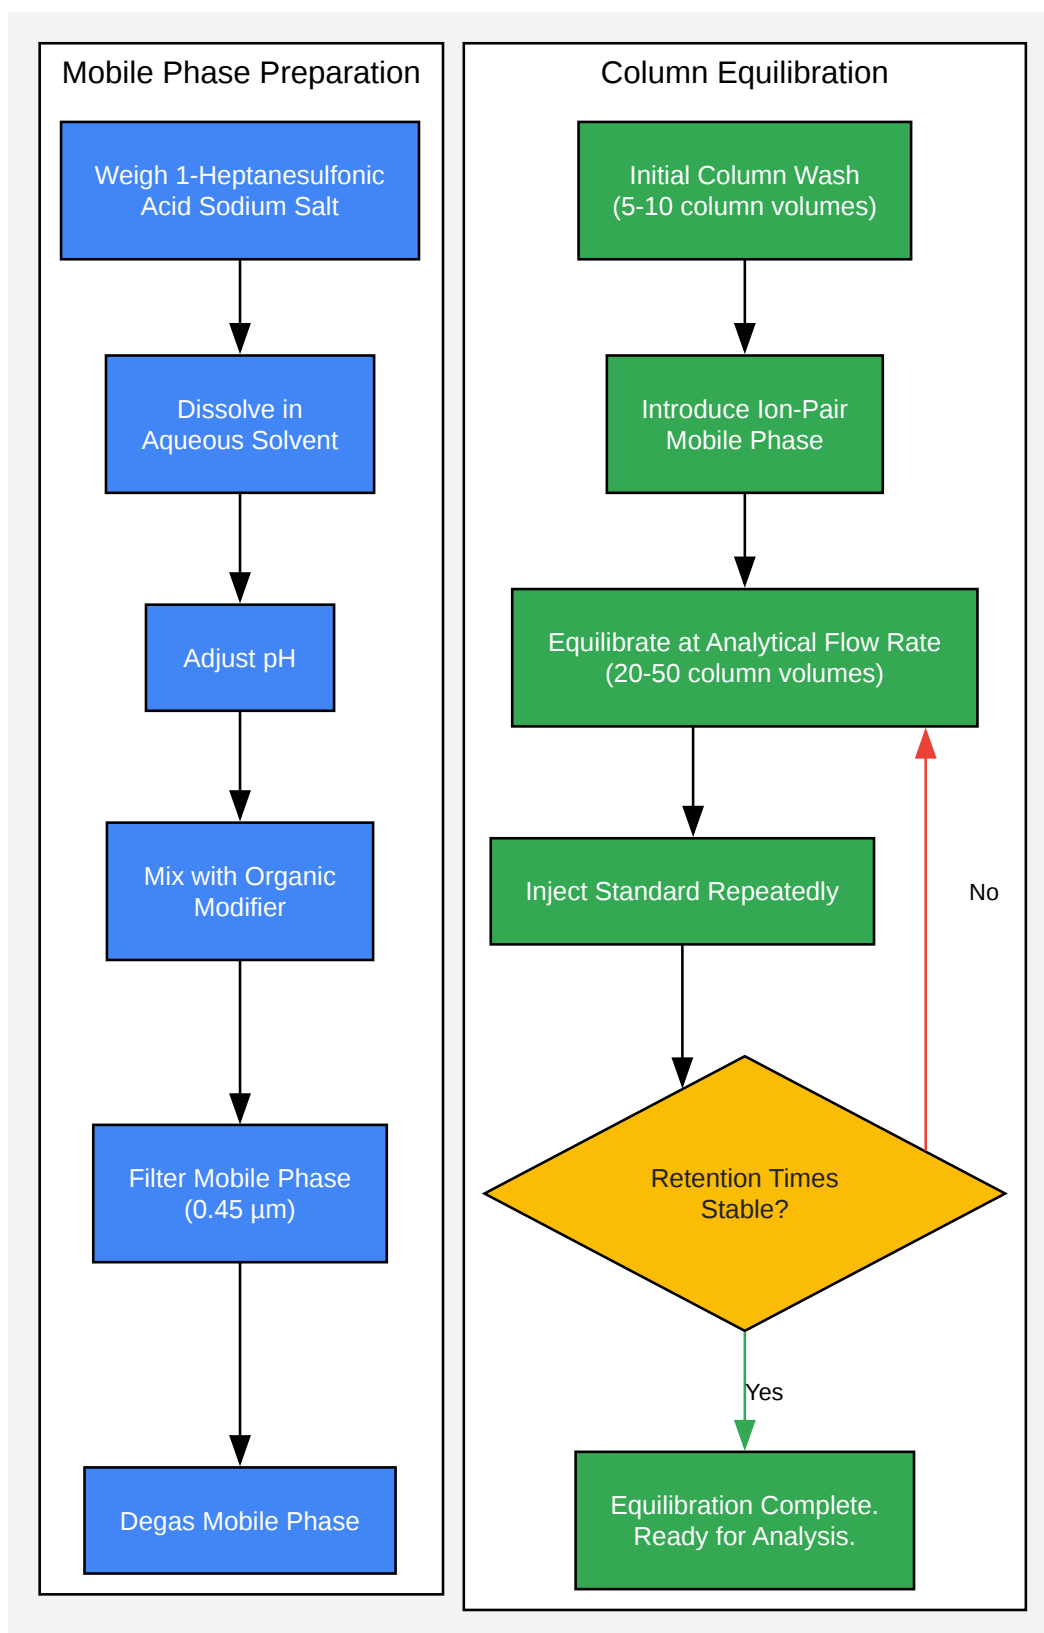 Mobile Phase Preparation
Weigh 1-Heptanesulfonic
Acid Sodium Salt
Dissolve in
Aqueous Solvent
Adjust pH
Mix with Organic
Modifier
Filter Mobile Phase
(0.45 µm)
Degas Mobile Phase
Column Equilibration
Initial Column Wash
(5-10 column volumes)
Introduce Ion-Pair
Mobile Phase
Equilibrate at Analytical Flow Rate
(20-50 column volumes)
Inject Standard Repeatedly
No
Retention Times
Stable?
Yes
Equilibration Complete.
Ready for Analysis.